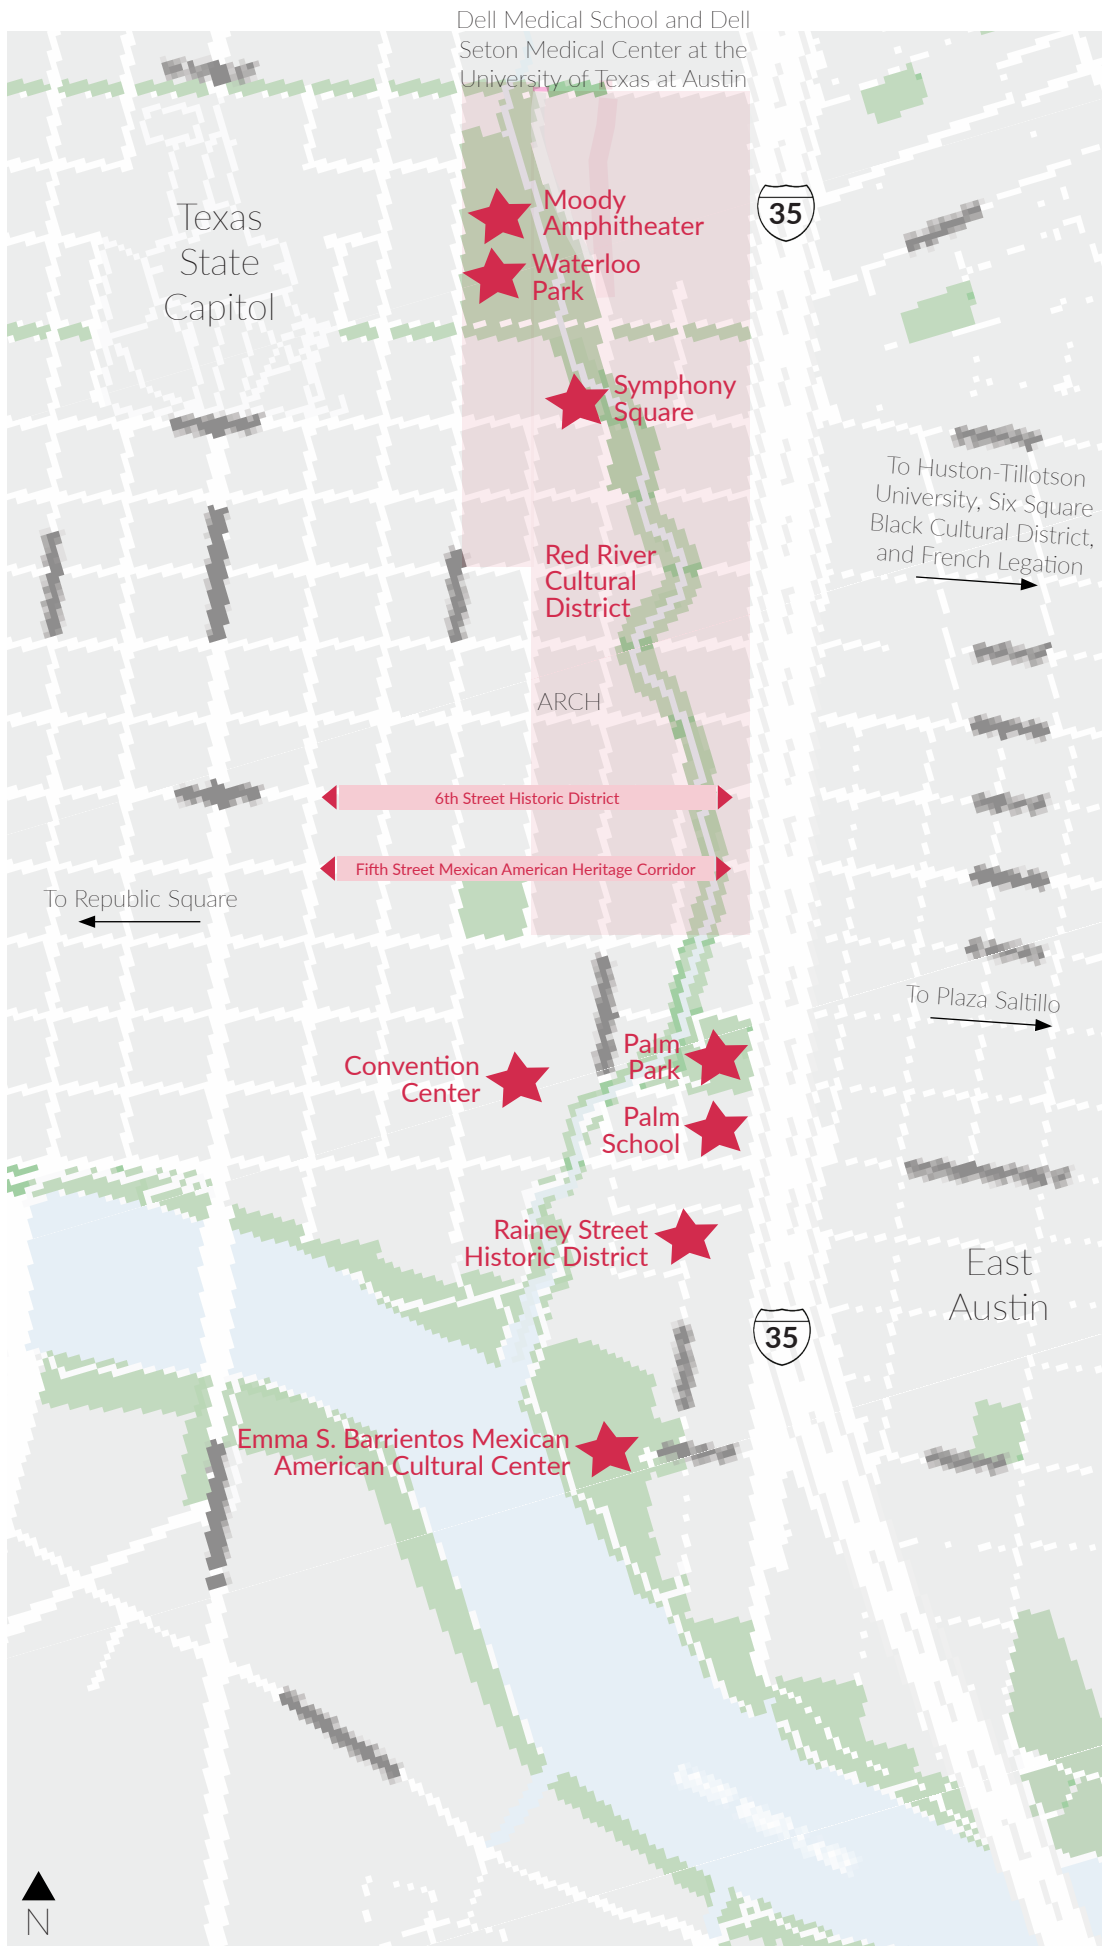 Dell Medical School and Dell
Seton Medical Center at the
University of Texas at Austin
Moody
Amphitheater
35
Texas
State
Capitol
Waterloo
Park
Symphony
Square
To Huston-Tillotson
University, Six Square
Black Cultural District,
and French Legation
Red River
Cultural
District
ARCH
6th Street Historic District
Fifth Street Mexican American Heritage Corridor
To Republic Square
To Plaza Saltillo
Palm
Park
Convention
Center
Palm
School
Rainey Street
Historic District
East
Austin
35
Emma S. Barrientos Mexican
American Cultural Center
N